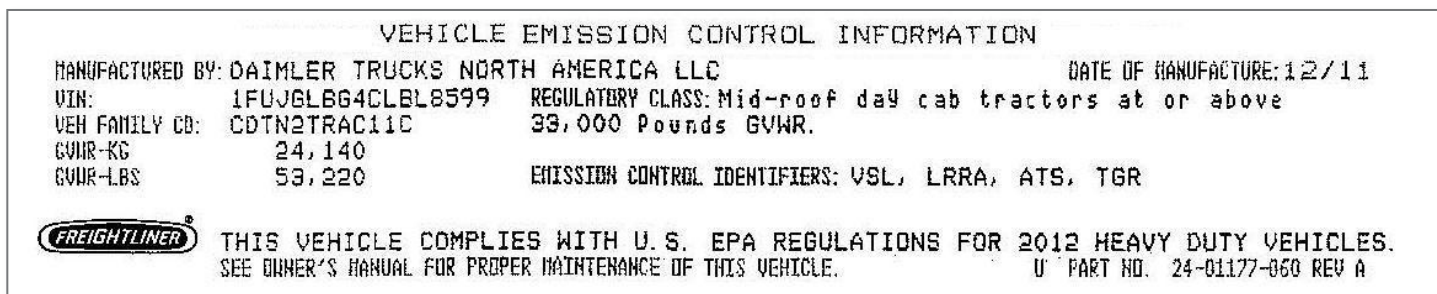 VEHICLE EMISSION CONTROL INFORMATION
MANUFACTURED BY: DAIMLER TRUCKS NORTH AMERICA LLC DATE OF MANUFACTURE: 12/11
VIN: 1FUJGLBG4CLBL8599 REGULATORY CLASS: Mid-roof day cab tractors at or above
VEH FAMILY CD: CDTN2TRAC11C 33,000 Pounds GVWR.
GVWR-KG 24,140
GVWR-LBS 53,220 EMISSION CONTROL IDENTIFIERS: VSL, LRRA, ATS, TGR
FREIGHTLINER® THIS VEHICLE COMPLIES WITH U.S. EPA REGULATIONS FOR 2012 HEAVY DUTY VEHICLES.
SEE OWNER'S MANUAL FOR PROPER MAINTENANCE OF THIS VEHICLE. U PART NO. 24-01177-060 REV A